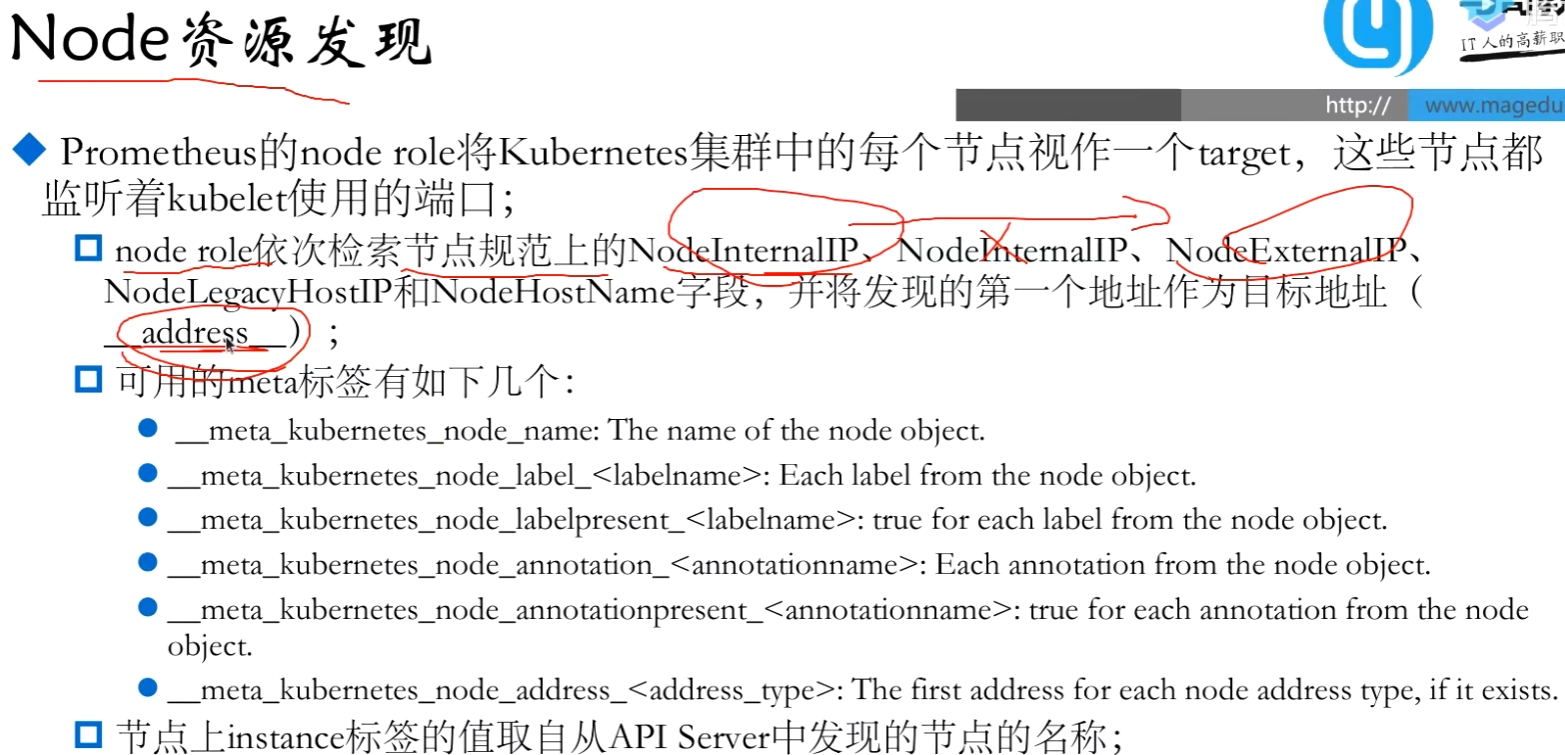 Node资源发现
IT人的高薪职
http://
www.magedu
Prometheus的node role将Kubernetes集群中的每个节点视作一个target，这些节点都
监听着kubelet使用的端口；
node role依次检索节点规范上的NodeInternalIP、NodeInternalIP、NodeExternalIP、
NodeLegacyHostIP和NodeHostName字段，并将发现的第一个地址作为目标地址（
__address__）；
可用的meta标签有如下几个：
__meta_kubernetes_node_name: The name of the node object.
__meta_kubernetes_node_label_<labelname>: Each label from the node object.
__meta_kubernetes_node_labelpresent_<labelname>: true for each label from the node object.
__meta_kubernetes_node_annotation_<annotationname>: Each annotation from the node object.
__meta_kubernetes_node_annotationpresent_<annotationname>: true for each annotation from the node
object.
__meta_kubernetes_node_address_<address_type>: The first address for each node address type, if it exists.
节点上instance标签的值取自从API Server中发现的节点的名称；